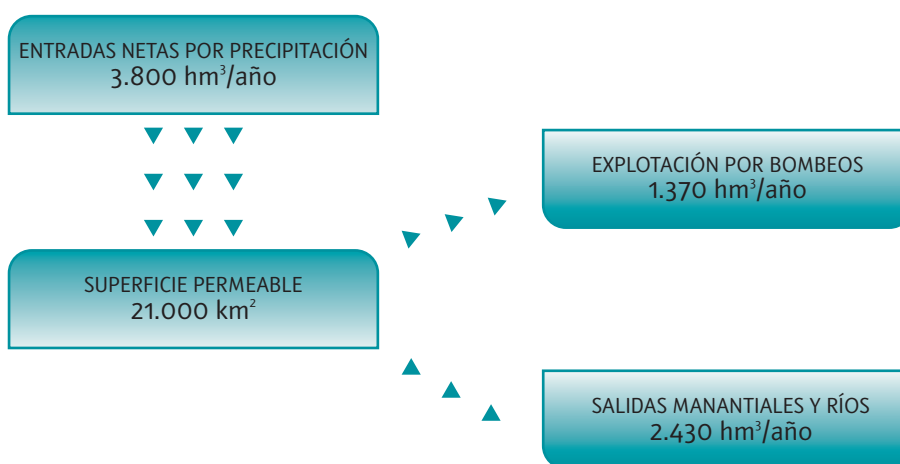 ENTRADAS NETAS POR PRECIPITACIÓN
3.800 hm³/año
EXPLOTACIÓN POR BOMBEOS
1.370 hm³/año
SUPERFICIE PERMEABLE
21.000 km²
SALIDAS MANANTIALES Y RÍOS
2.430 hm³/año